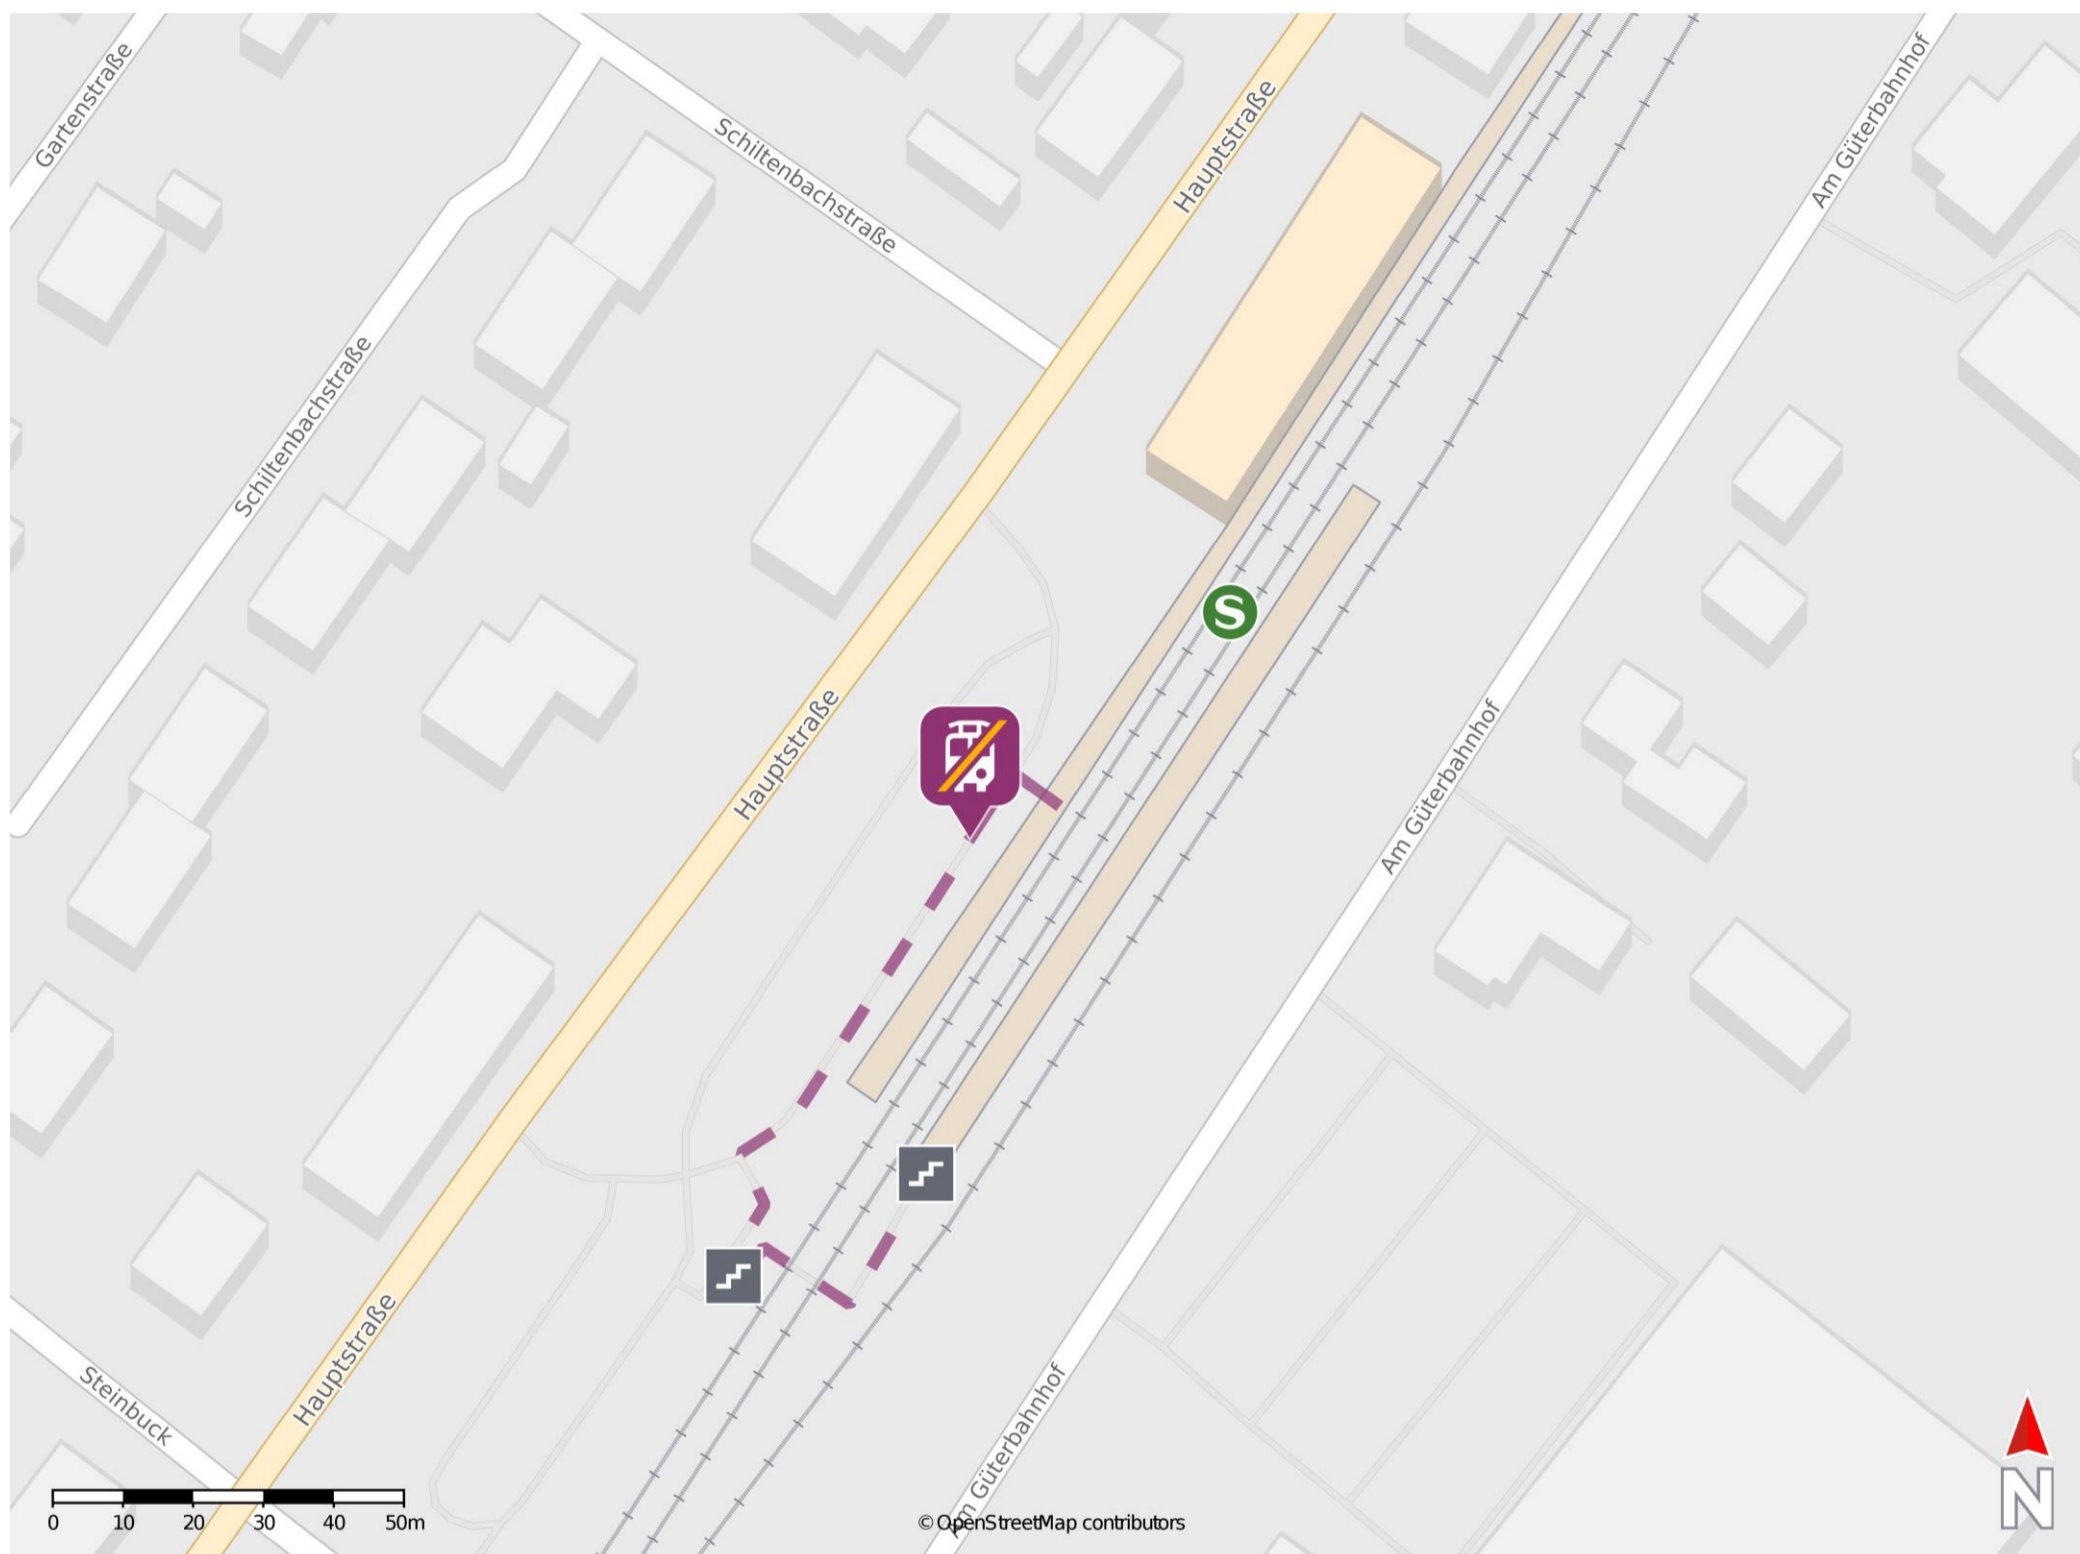 Gartenstraße
Schiltenbachstraße
Hauptstraße
Am Güterbahnhof
Schiltenbachstraße
S
Hauptstraße
Am Güterbahnhof
Hauptstraße
Steinbuck
Am Güterbahnhof
0 10 20 30 40 50m
© OpenStreetMap contributors
N